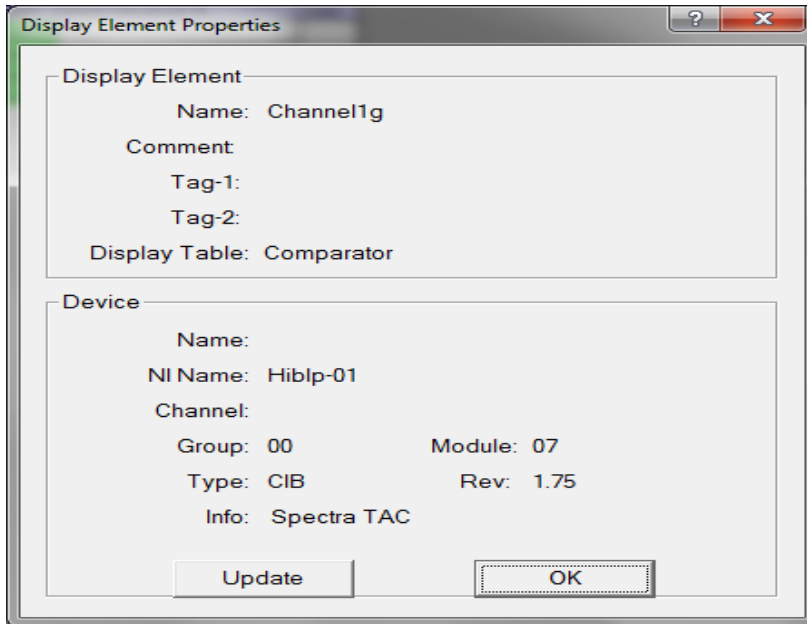 Display Element Properties
?
Display Element
Name: Channel1g
Comment:
Tag-1:
Tag-2:
Display Table: Comparator
Device
Name:
NI Name: Hiblp-01
Channel:
Group: 00 Module: 07
Type: CIB Rev: 1.75
Info: Spectra TAC
Update OK